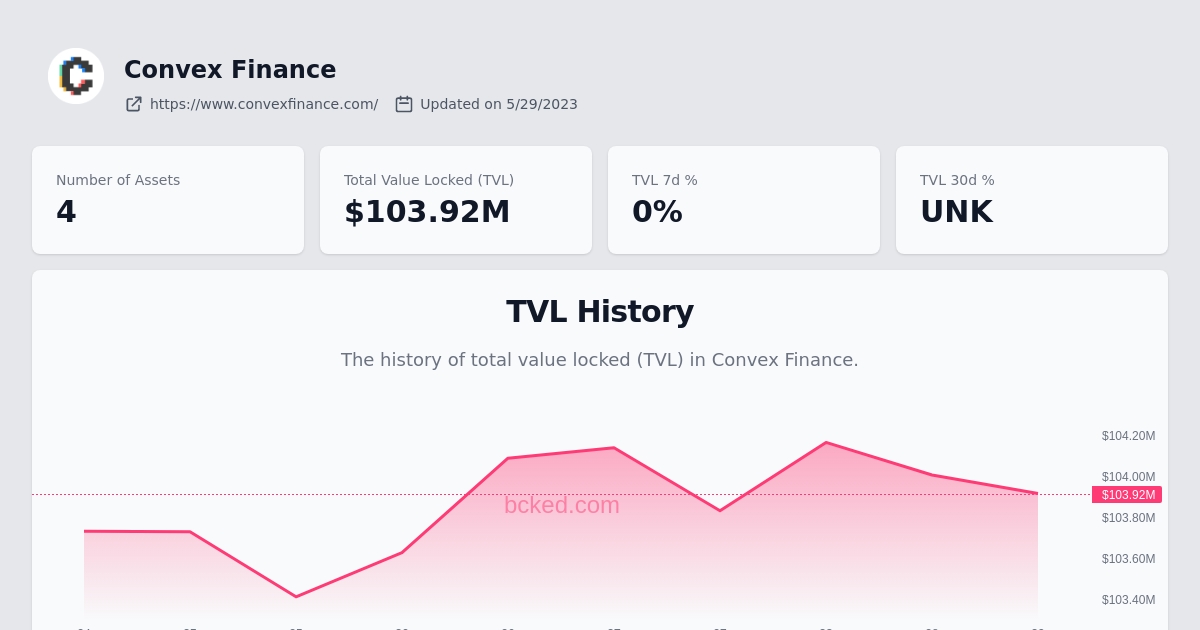 Convex Finance
https://www.convexfinance.com/ Updated on 5/29/2023
Number of Assets
4
Total Value Locked (TVL)
$103.92M
TVL 7d %
0%
TVL 30d %
UNK
TVL History
The history of total value locked (TVL) in Convex Finance.
$104.20M
$104.00M
$103.92M
bcked.com
$103.80M
$103.60M
$103.40M